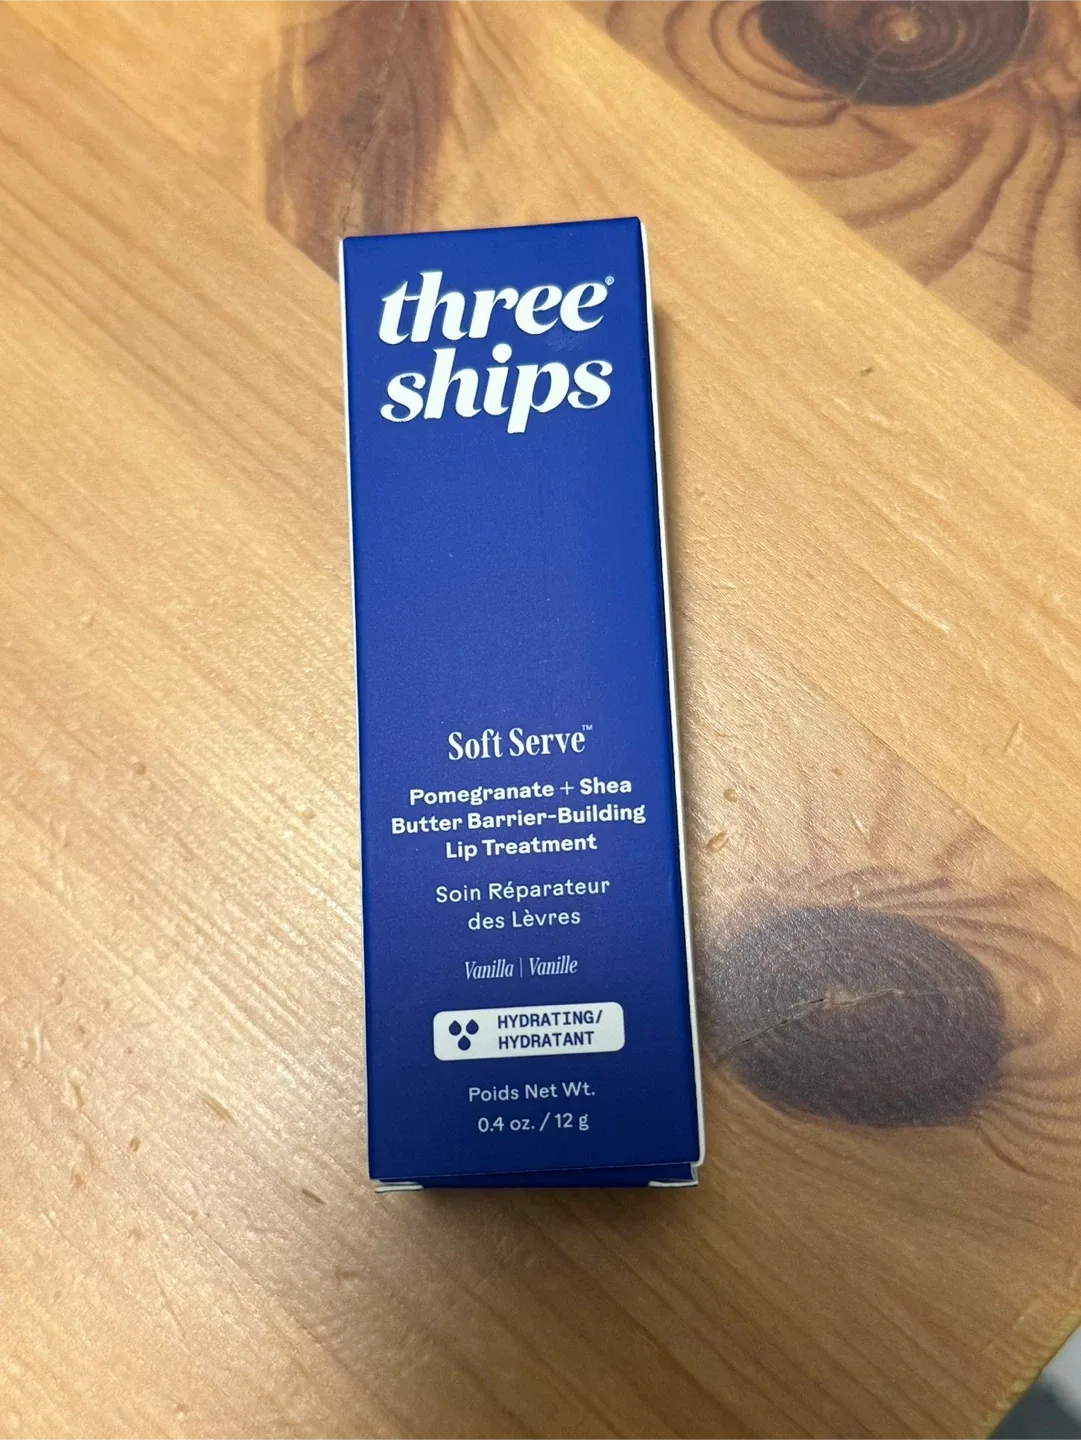 three®
ships
Soft Serve™
Pomegranate + Shea
Butter Barrier-Building
Lip Treatment
Soin Réparateur
des Lèvres
Vanilla | Vanille
HYDRATING/
HYDRATANT
Poids Net Wt.
0.4 oz. / 12 g